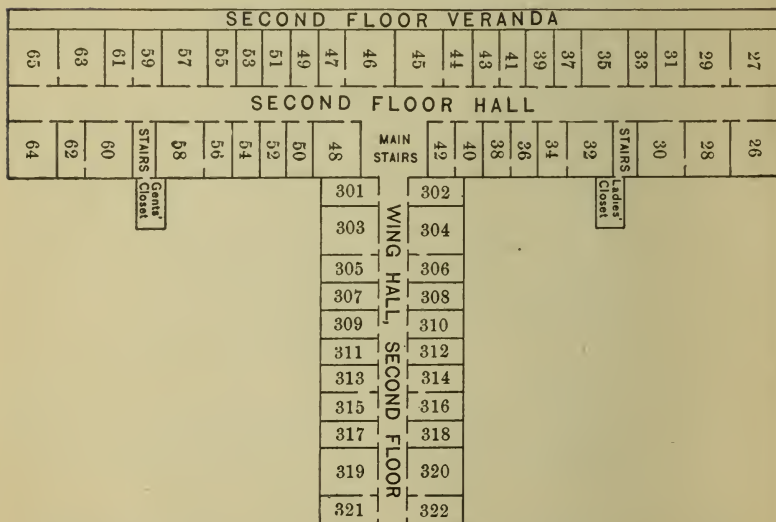 SECOND FLOOR VERANDA
65 63 61 59 57 55 53 51 49 47 46 45 44 43 41 39 37 35 33 31 29 27
SECOND FLOOR HALL
64 62 60 STAIRS 58 56 54 52 50 48 MAIN STAIRS 42 40 38 36 34 32 STAIRS 30 28 26
Gents' Closet
Ladies' Closet
WING HALL, SECOND FLOOR
301 302
303 304
305 306
307 308
309 310
311 312
313 314
315 316
317 318
319 320
321 322